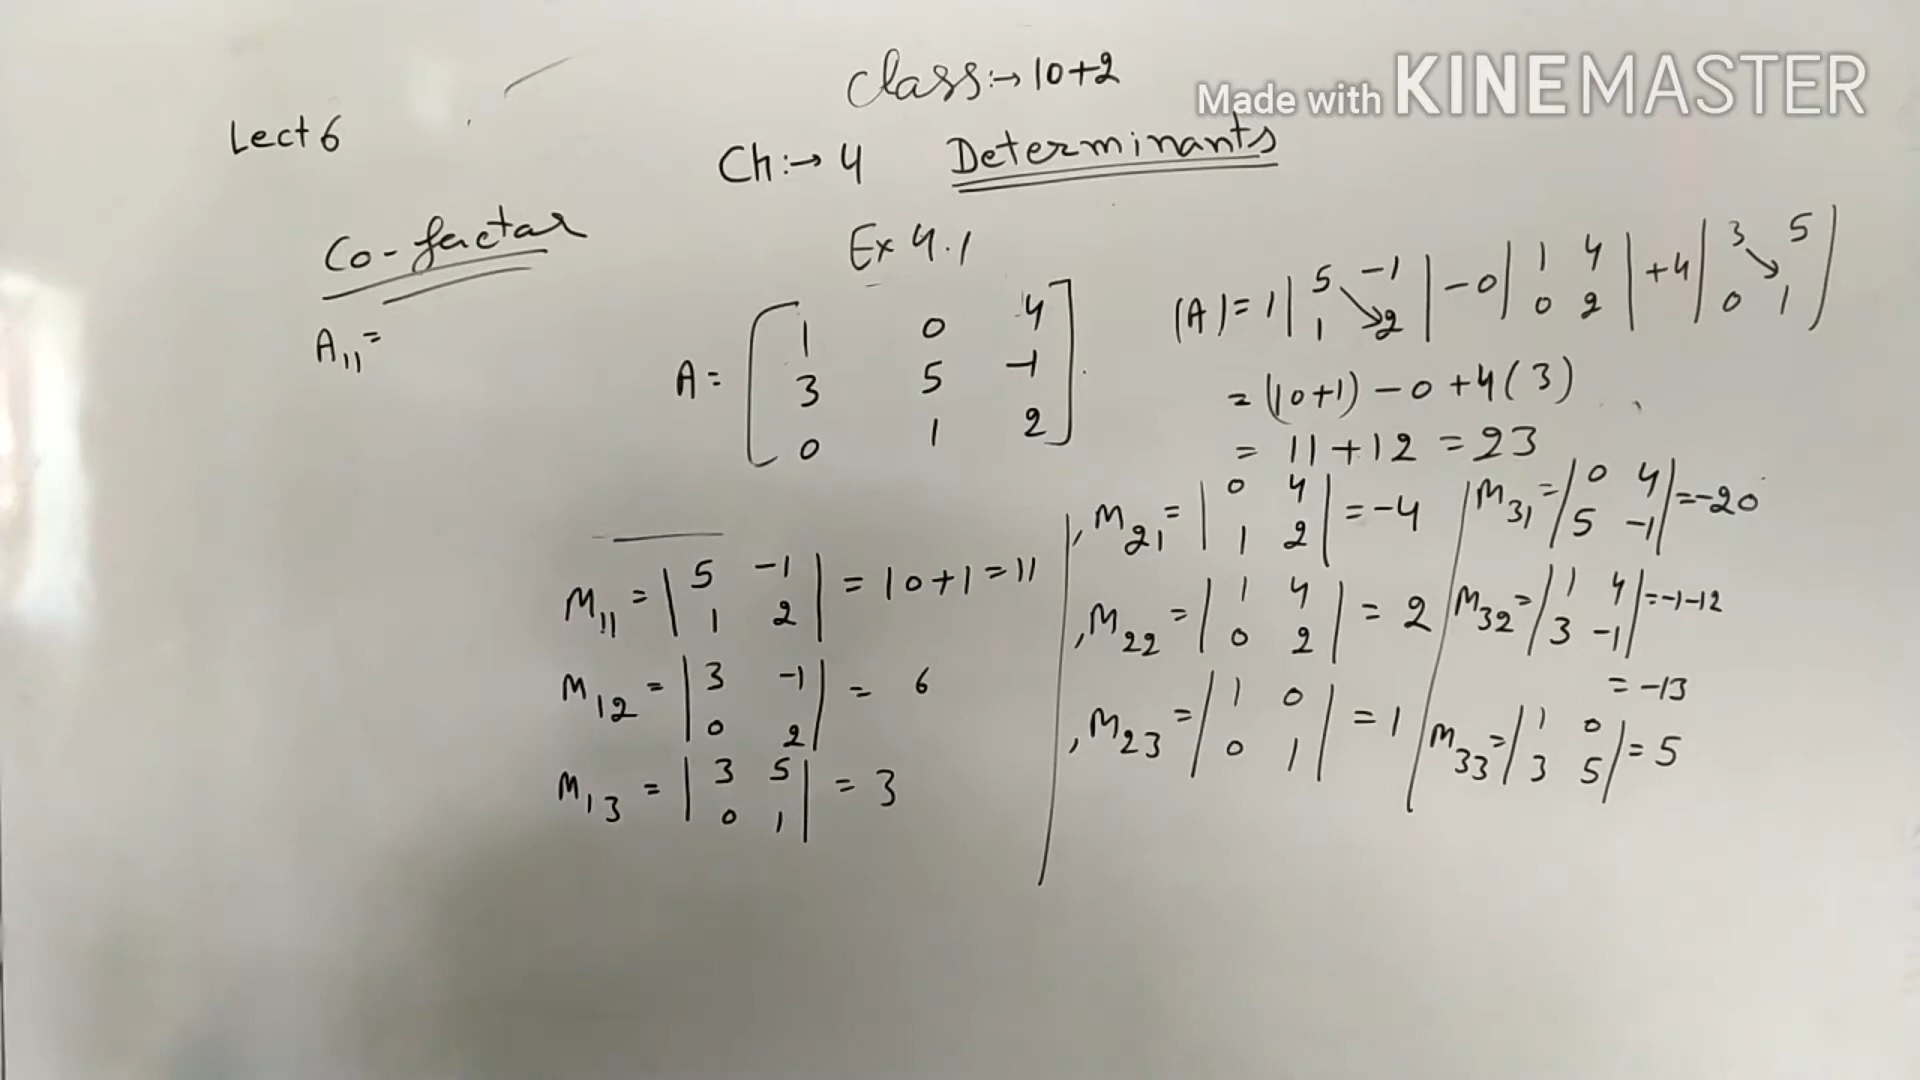 Made with KINEMASTER
Class:→ 10+2
Lect 6
Ch:→ 4 Determinants
Co-factor
Ex 4.1
A₁₁ =
A = [ 1 0 4
3 5 -1
0 1 2 ]
|A| = 1 | 5 -1 | - 0 | 1 4 | + 4 | 3 5 |
| 1 2 | | 0 2 | | 0 1 |
= (10+1) - 0 + 4(3)
= 11 + 12 = 23
M₁₁ = | 5 -1 | = 10+1 = 11
| 1 2 |
M₁₂ = | 3 -1 | = 6
| 0 2 |
M₁₃ = | 3 5 | = 3
| 0 1 |
, M₂₁ = | 0 4 | = -4
| 1 2 |
, M₂₂ = | 1 4 | = 2
| 0 2 |
, M₂₃ = | 1 0 | = 1
| 0 1 |
M₃₁ = | 0 4 | = -20
| 5 -1 |
M₃₂ = | 1 4 | = -1-12
| 3 -1 |
= -13
M₃₃ = | 1 0 | = 5
| 3 5 |